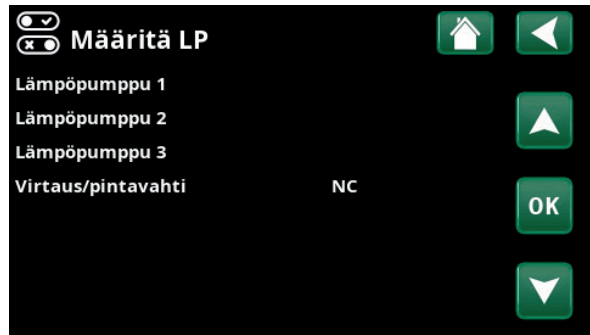 Määritä LP
Lämpöpumppu 1
Lämpöpumppu 2
Lämpöpumppu 3
Virtaus/pintavahti NC
OK